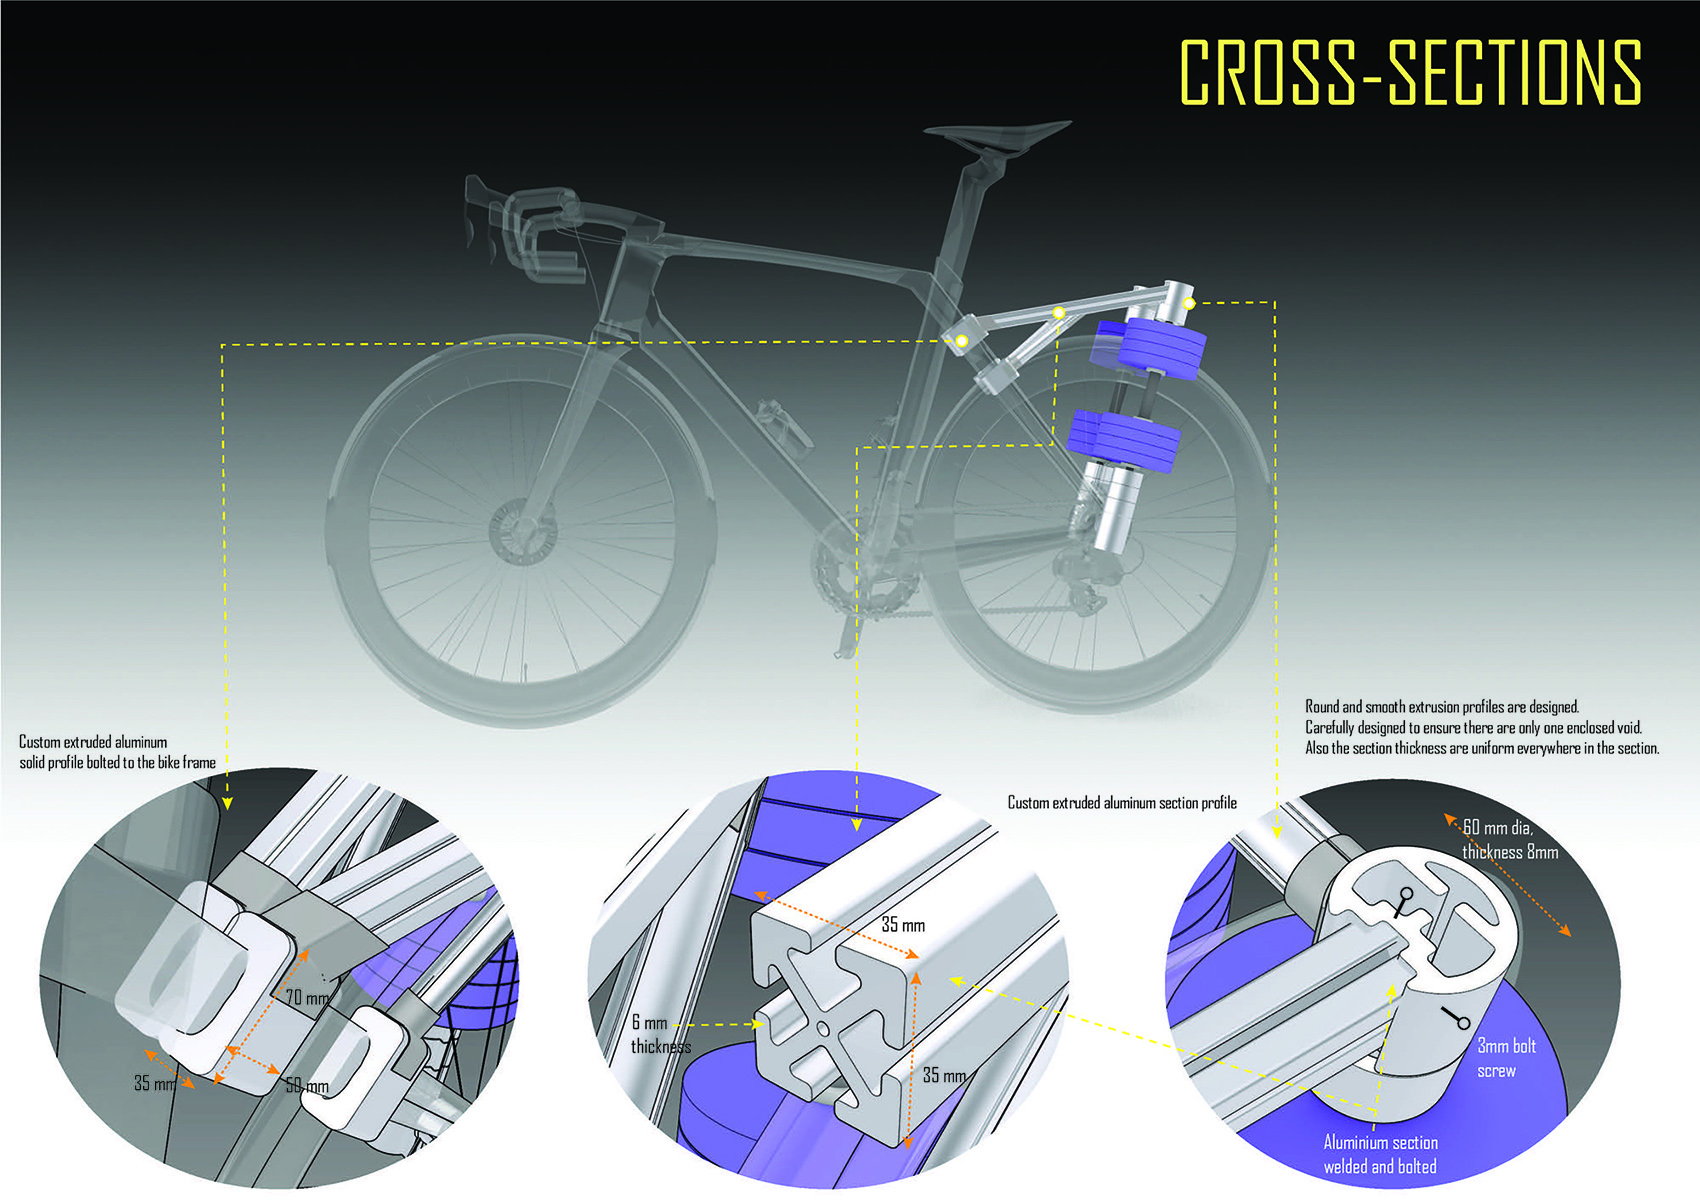 CROSS-SECTIONS
Round and smooth extrusion profiles are designed.
Carefully designed to ensure there are only one enclosed void.
Also the section thickness are uniform everywhere in the section.
Custom extruded aluminum
solid profile bolted to the bike frame
Custom extruded aluminum section profile
70 mm
35 mm
50 mm
35 mm
6 mm
thickness
35 mm
60 mm dia,
thickness 8mm
3mm bolt
screw
Aluminium section
welded and bolted